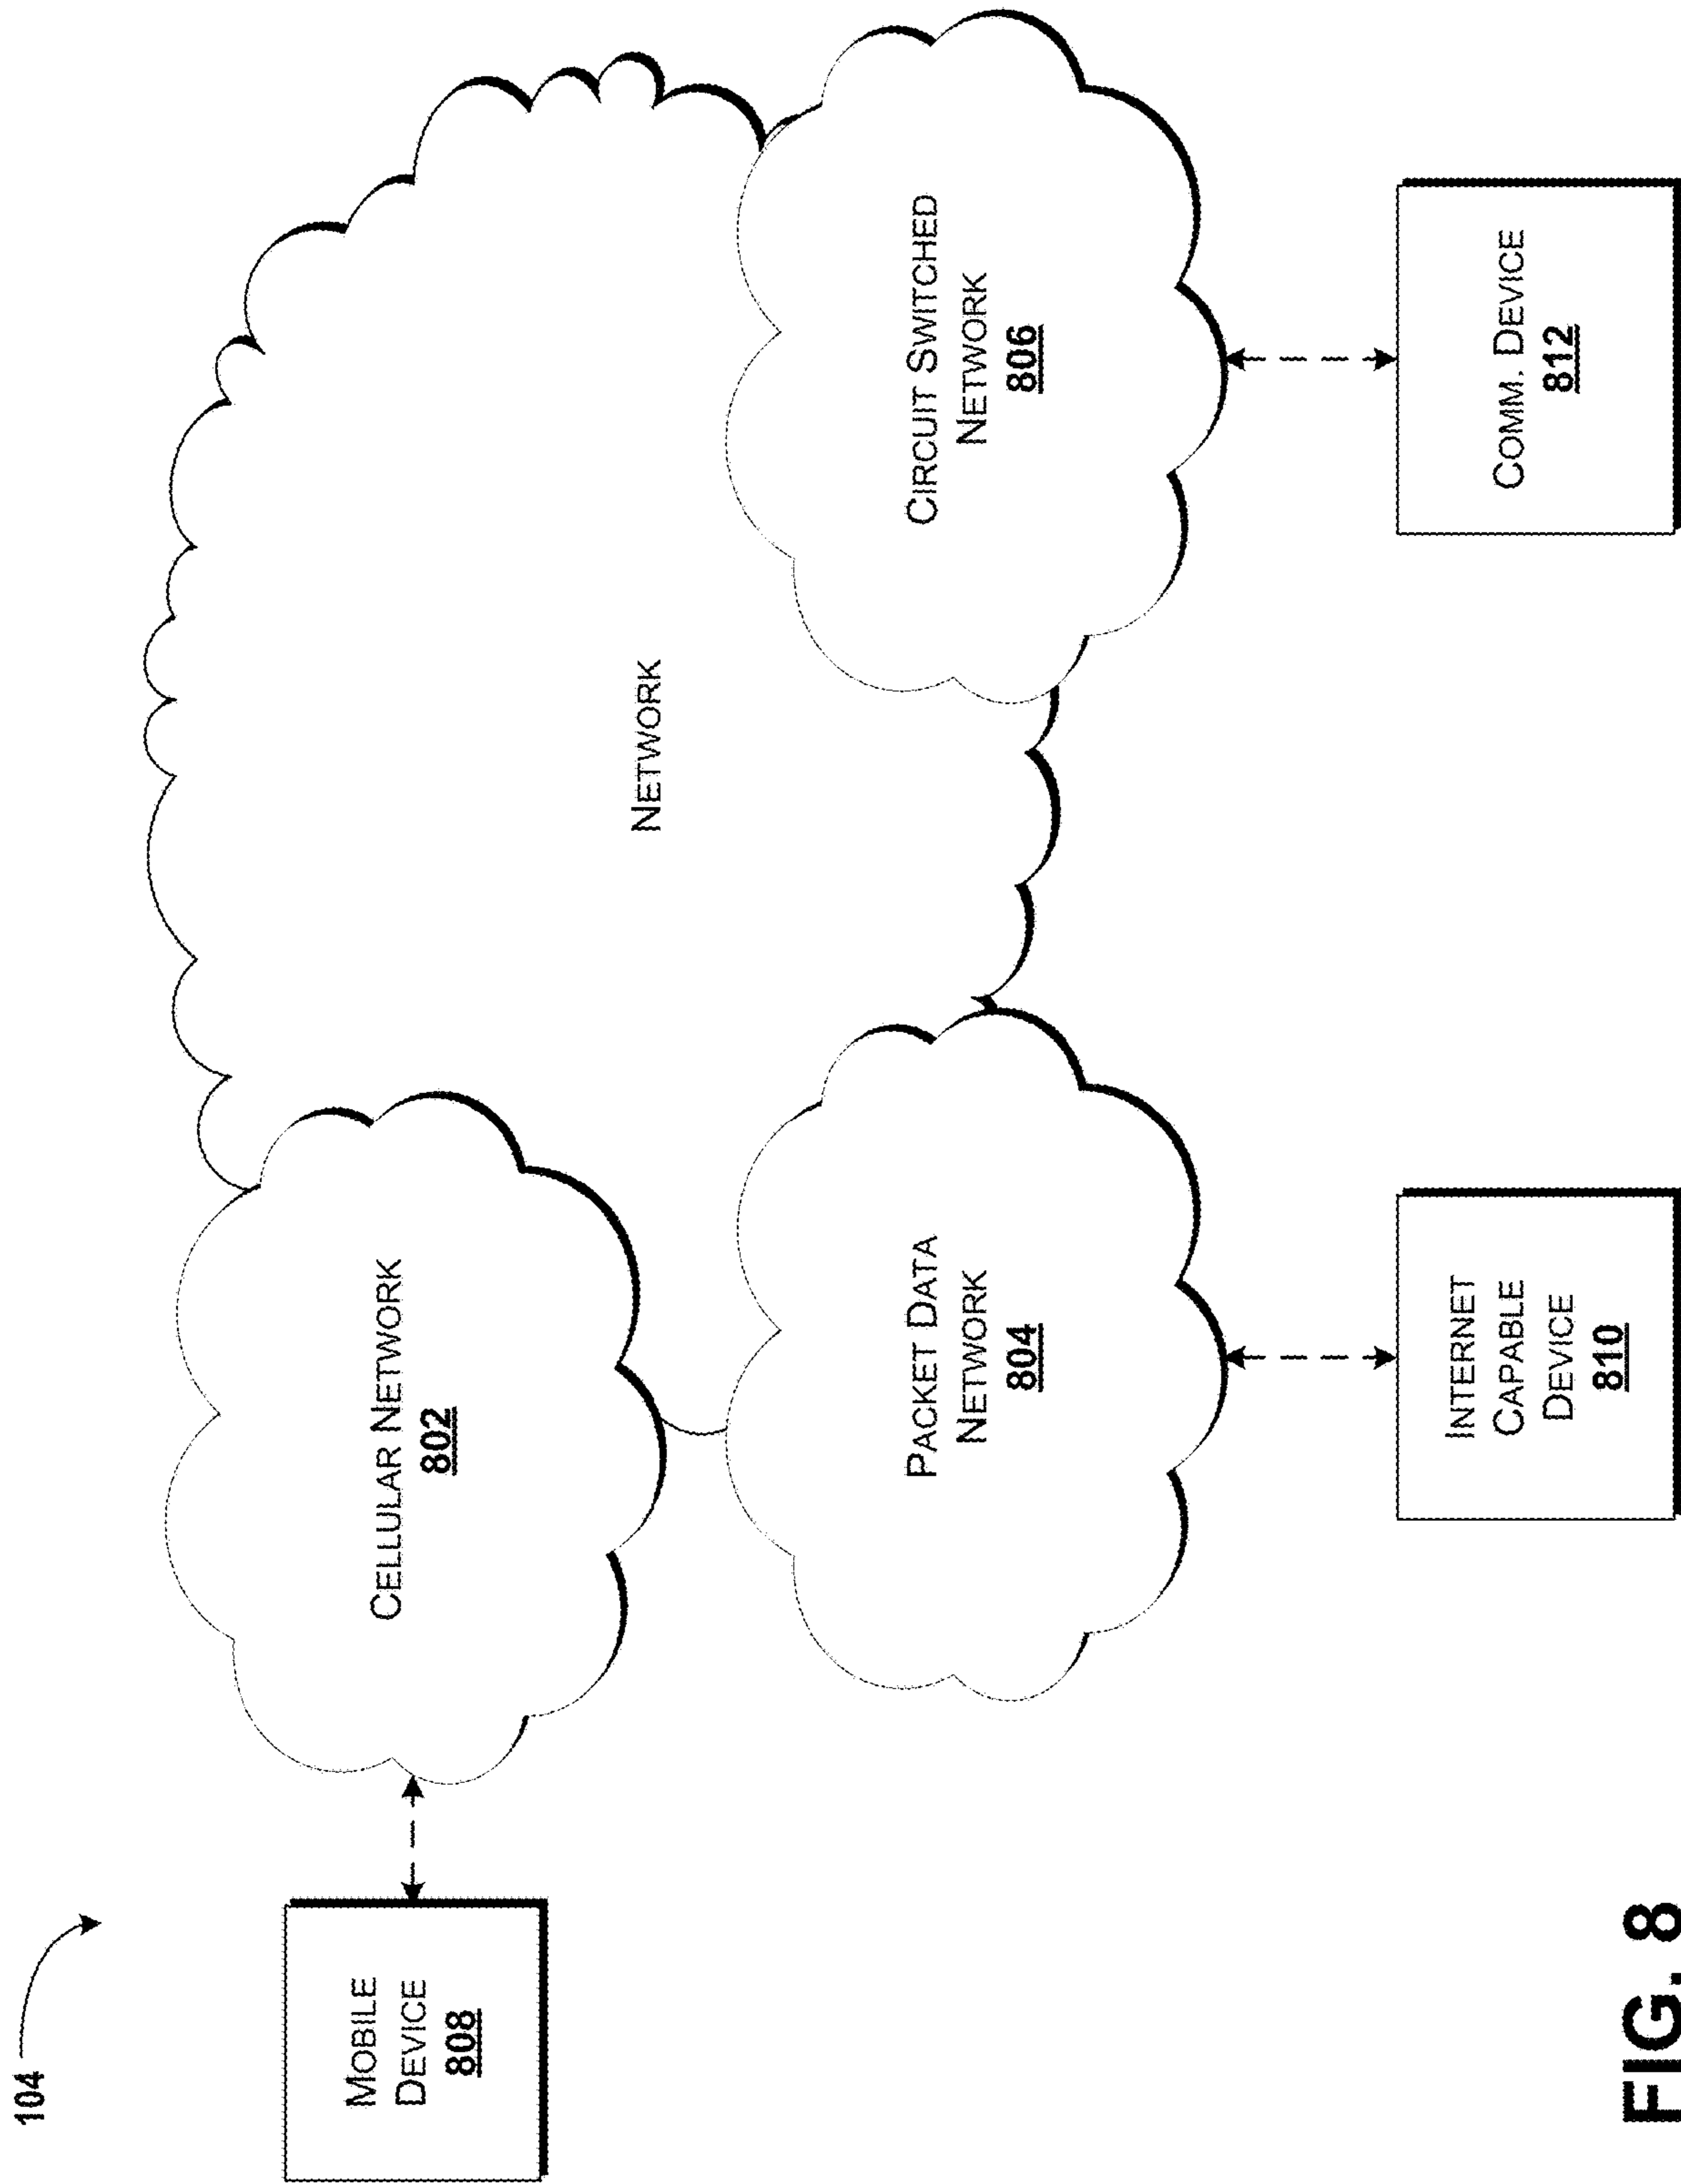 104
MOBILE
DEVICE
808
CELLULAR NETWORK
802
NETWORK
PACKET DATA
NETWORK
804
CIRCUIT SWITCHED
NETWORK
806
INTERNET
CAPABLE
DEVICE
810
COMM. DEVICE
812
FIG. 8